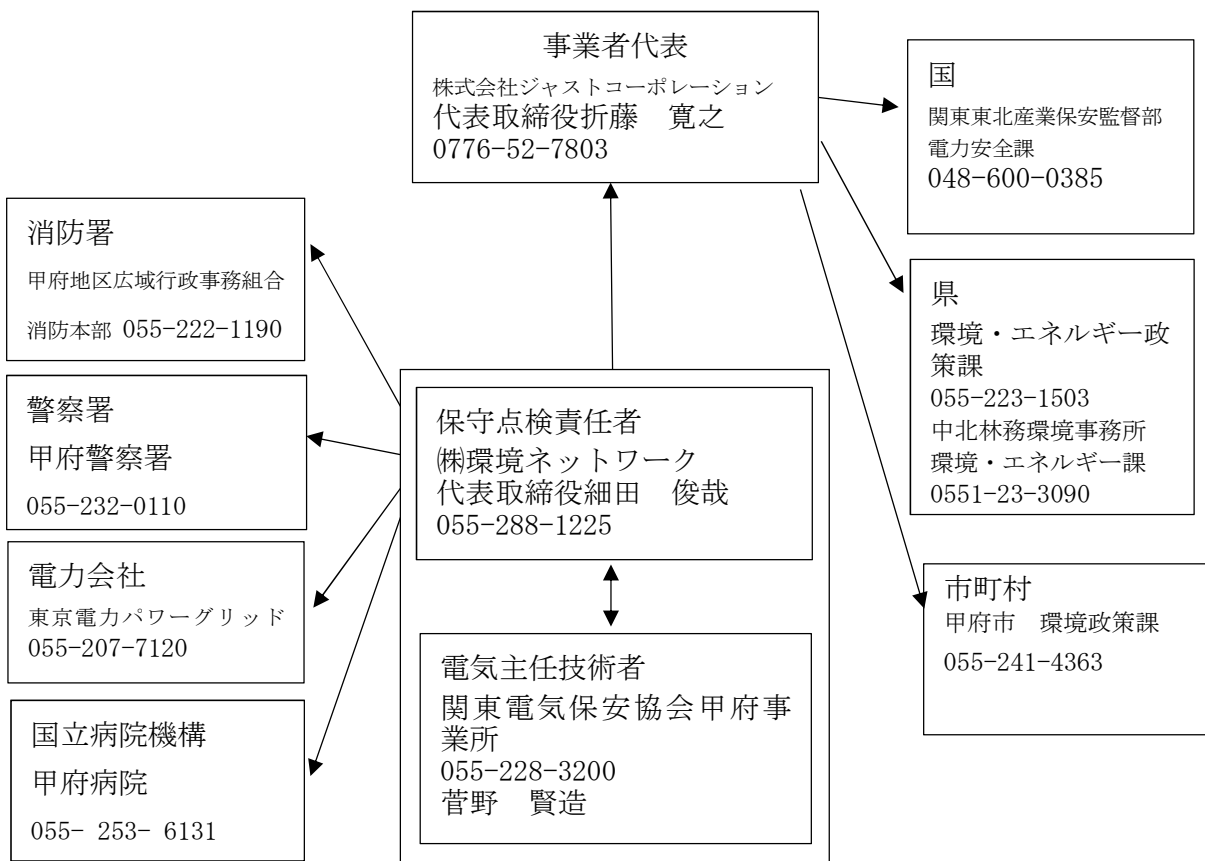 事業者代表
株式会社ジャストコーポレーション
代表取締役折藤　寛之
0776-52-7803
国
関東東北産業保安監督部
電力安全課
048-600-0385
消防署
甲府地区広域行政事務組合
消防本部 055-222-1190
県
環境・エネルギー政
策課
055-223-1503
中北林務環境事務所
環境・エネルギー課
0551-23-3090
警察署
甲府警察署
055-232-0110
保守点検責任者
㈱環境ネットワーク
代表取締役細田　俊哉
055-288-1225
電力会社
東京電力パワーグリッド
055-207-7120
市町村
甲府市　環境政策課
055-241-4363
電気主任技術者
関東電気保安協会甲府事
業所
055-228-3200
菅野　賢造
国立病院機構
甲府病院
055- 253- 6131